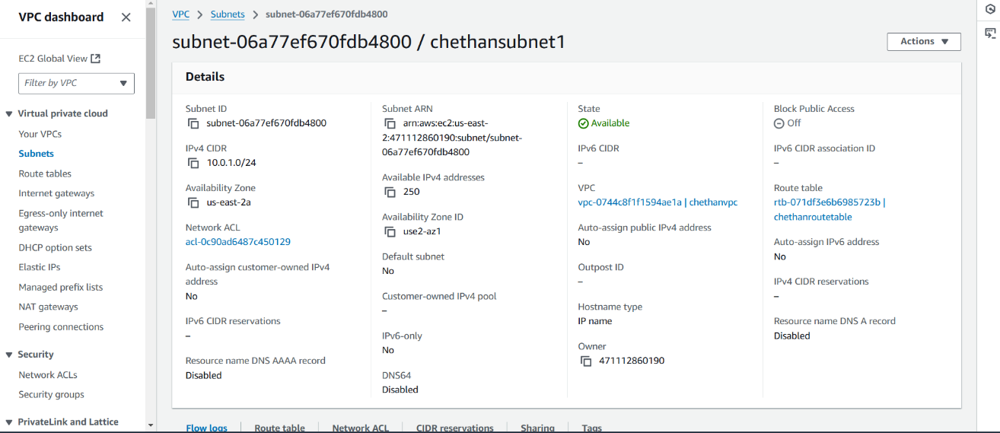 VPC dashboard
EC2 Global View
Filter by VPC
Virtual private cloud
Your VPCs
Subnets
Route tables
Internet gateways
Egress-only internet
gateways
DHCP option sets
Elastic IPs
Managed prefix lists
NAT gateways
Peering connections
Security
Network ACLs
Security groups
PrivateLink and Lattice
VPC > Subnets > subnet-06a77ef670fdb4800
subnet-06a77ef670fdb4800 / chethansubnet1
Actions
Details
Subnet ID
subnet-06a77ef670fdb4800
IPv4 CIDR
10.0.1.0/24
Availability Zone
us-east-2a
Network ACL
acl-0c90ad6487c450129
Auto-assign customer-owned IPv4
address
No
IPv6 CIDR reservations
–
Resource name DNS AAAA record
Disabled
Subnet ARN
arn:aws:ec2:us-east-
2:471112860190:subnet/subnet-
06a77ef670fdb4800
Available IPv4 addresses
250
Availability Zone ID
use2-az1
Default subnet
No
Customer-owned IPv4 pool
–
IPv6-only
No
DNS64
Disabled
State
Available
IPv6 CIDR
–
VPC
vpc-0744c8f1f1594ae1a | chethanvpc
Auto-assign public IPv4 address
No
Outpost ID
–
Hostname type
IP name
Owner
471112860190
Block Public Access
Off
IPv6 CIDR association ID
–
Route table
rtb-071df3e6b6985723b |
chethanroutetable
Auto-assign IPv6 address
No
IPv4 CIDR reservations
–
Resource name DNS A record
Disabled
Flow logs
Route table
Network ACL
CIDR reservations
Sharing
Tags